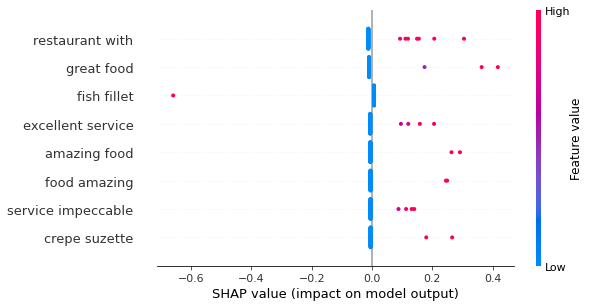 High
restaurant with
great food
fish fillet
excellent service
amazing food
food amazing
service impeccable
crepe suzette
Feature value
Low
−0.6 −0.4 −0.2 0.0 0.2 0.4
SHAP value (impact on model output)